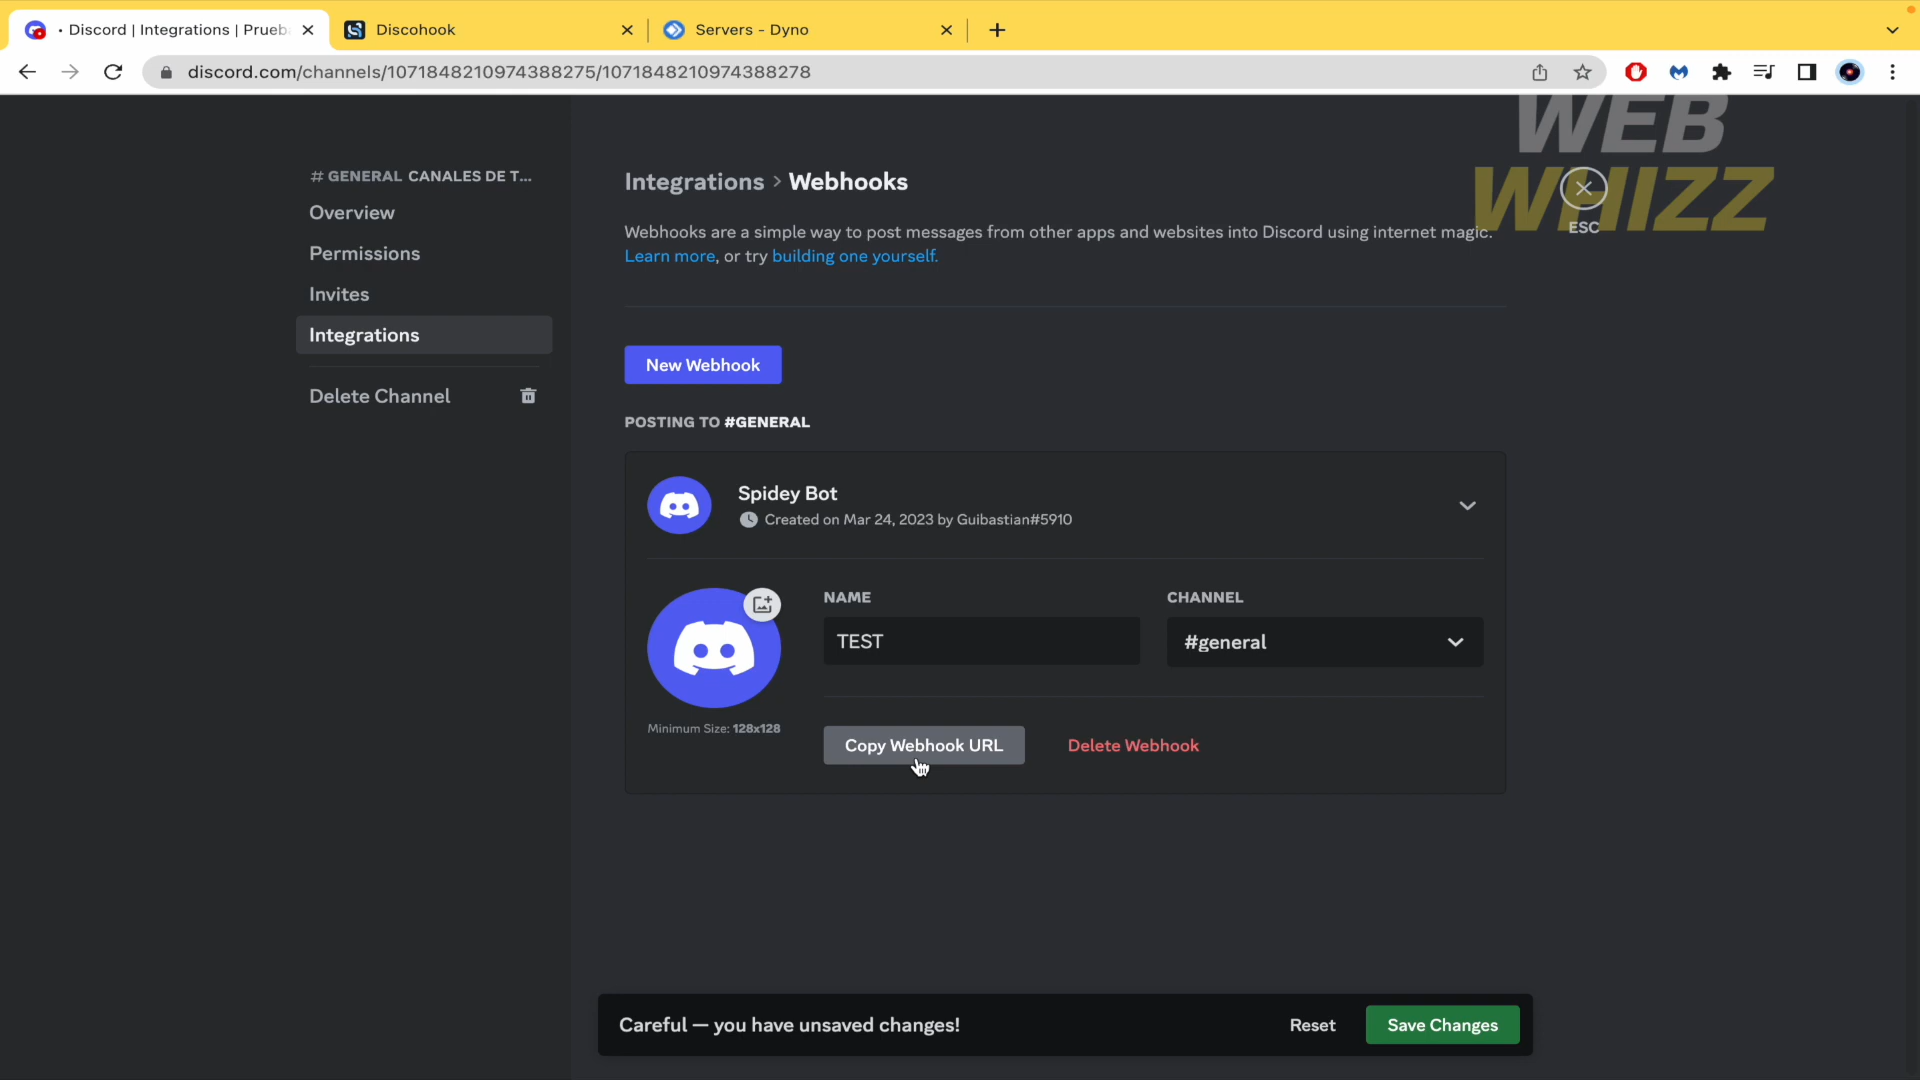 • Discord | Integrations | Prueb
Discohook
Servers - Dyno
discord.com/channels/1071848210974388275/1071848210974388278
WEB
WHIZZ
ESC
# GENERAL CANALES DE T...
Overview
Permissions
Invites
Integrations
Delete Channel
Integrations > Webhooks
Webhooks are a simple way to post messages from other apps and websites into Discord using internet magic.
Learn more, or try building one yourself.
New Webhook
POSTING TO #GENERAL
Spidey Bot
Created on Mar 24, 2023 by Guibastian#5910
NAME
CHANNEL
TEST
#general
Minimum Size: 128x128
Copy Webhook URL
Delete Webhook
Careful — you have unsaved changes!
Reset
Save Changes